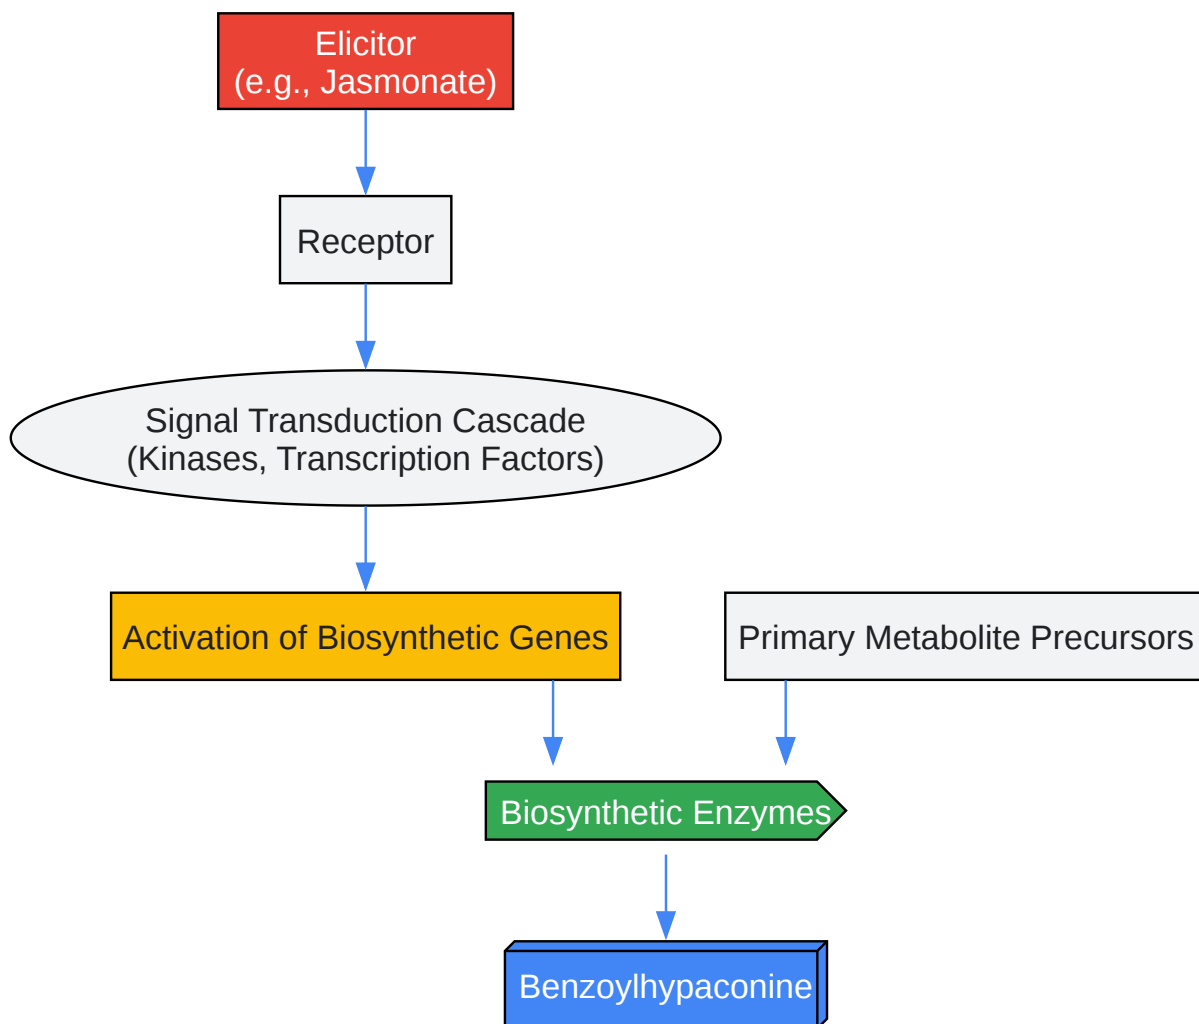 Elicitor
(e.g., Jasmonate)
Receptor
Signal Transduction Cascade
(Kinases, Transcription Factors)
Activation of Biosynthetic Genes
Primary Metabolite Precursors
Biosynthetic Enzymes
Benzoylhypaconine